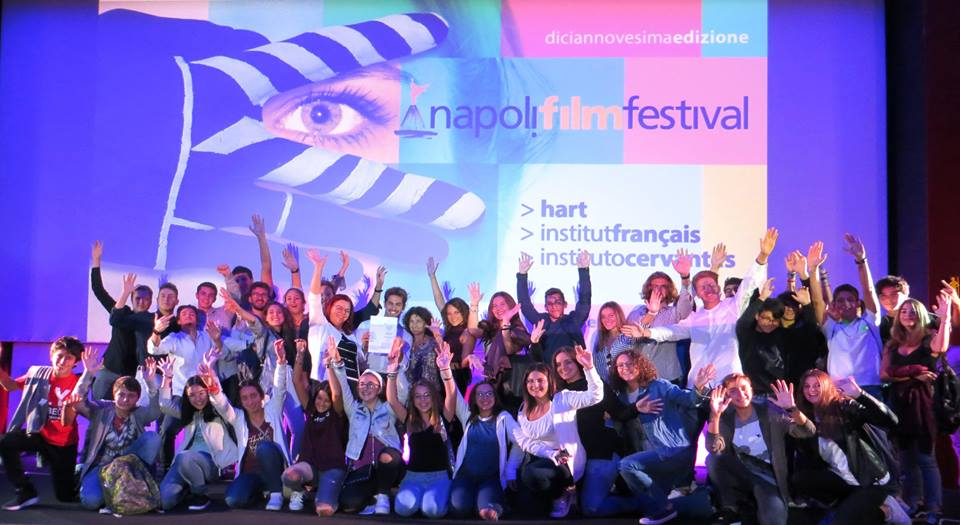 diciannovesimaedizione
napolifilmfestival
> hart
> institutfrançais
> institutocervantes